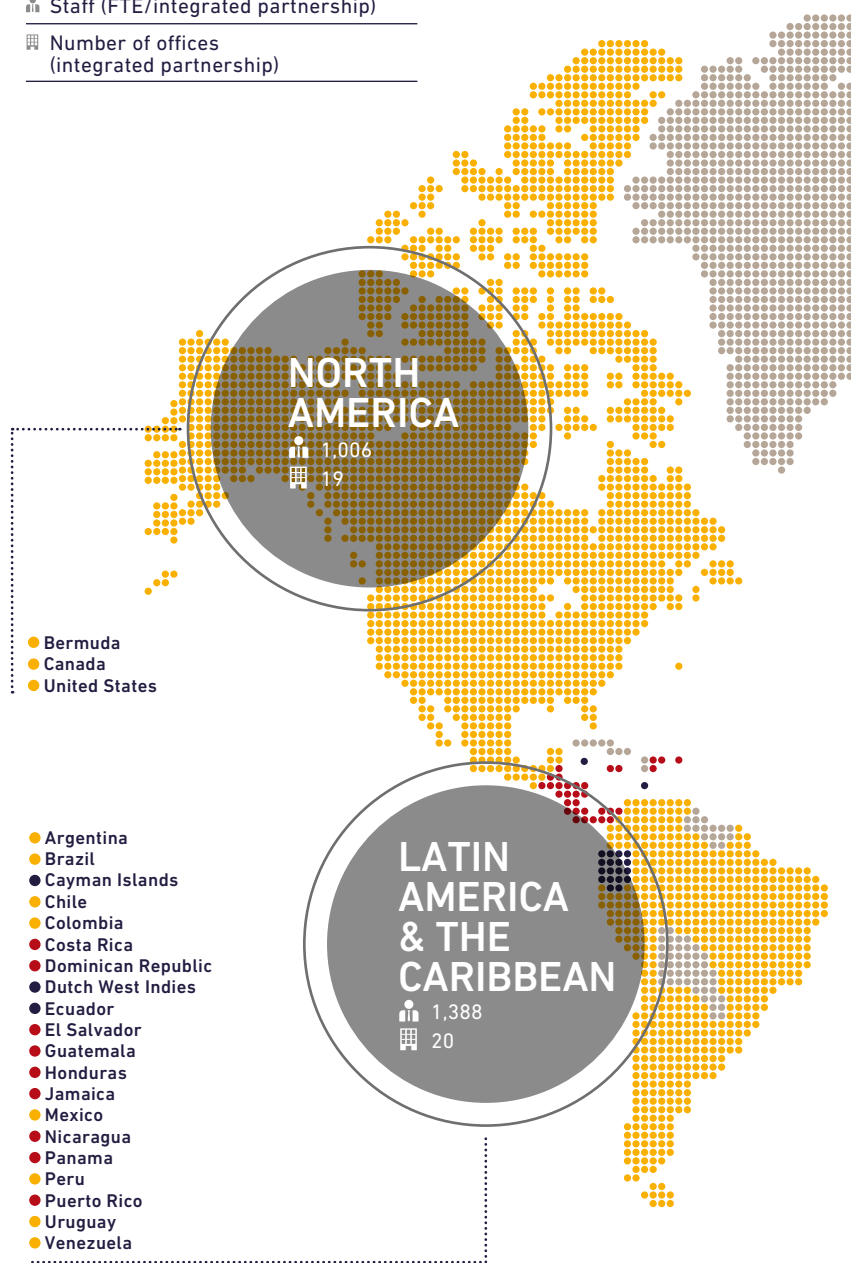 Staff (FTE/integrated partnership)
Number of offices
(integrated partnership)
NORTH
AMERICA
1,006
19
Bermuda
Canada
United States
LATIN
AMERICA
& THE
CARIBBEAN
1,388
20
Argentina
Brazil
Cayman Islands
Chile
Colombia
Costa Rica
Dominican Republic
Dutch West Indies
Ecuador
El Salvador
Guatemala
Honduras
Jamaica
Mexico
Nicaragua
Panama
Peru
Puerto Rico
Uruguay
Venezuela